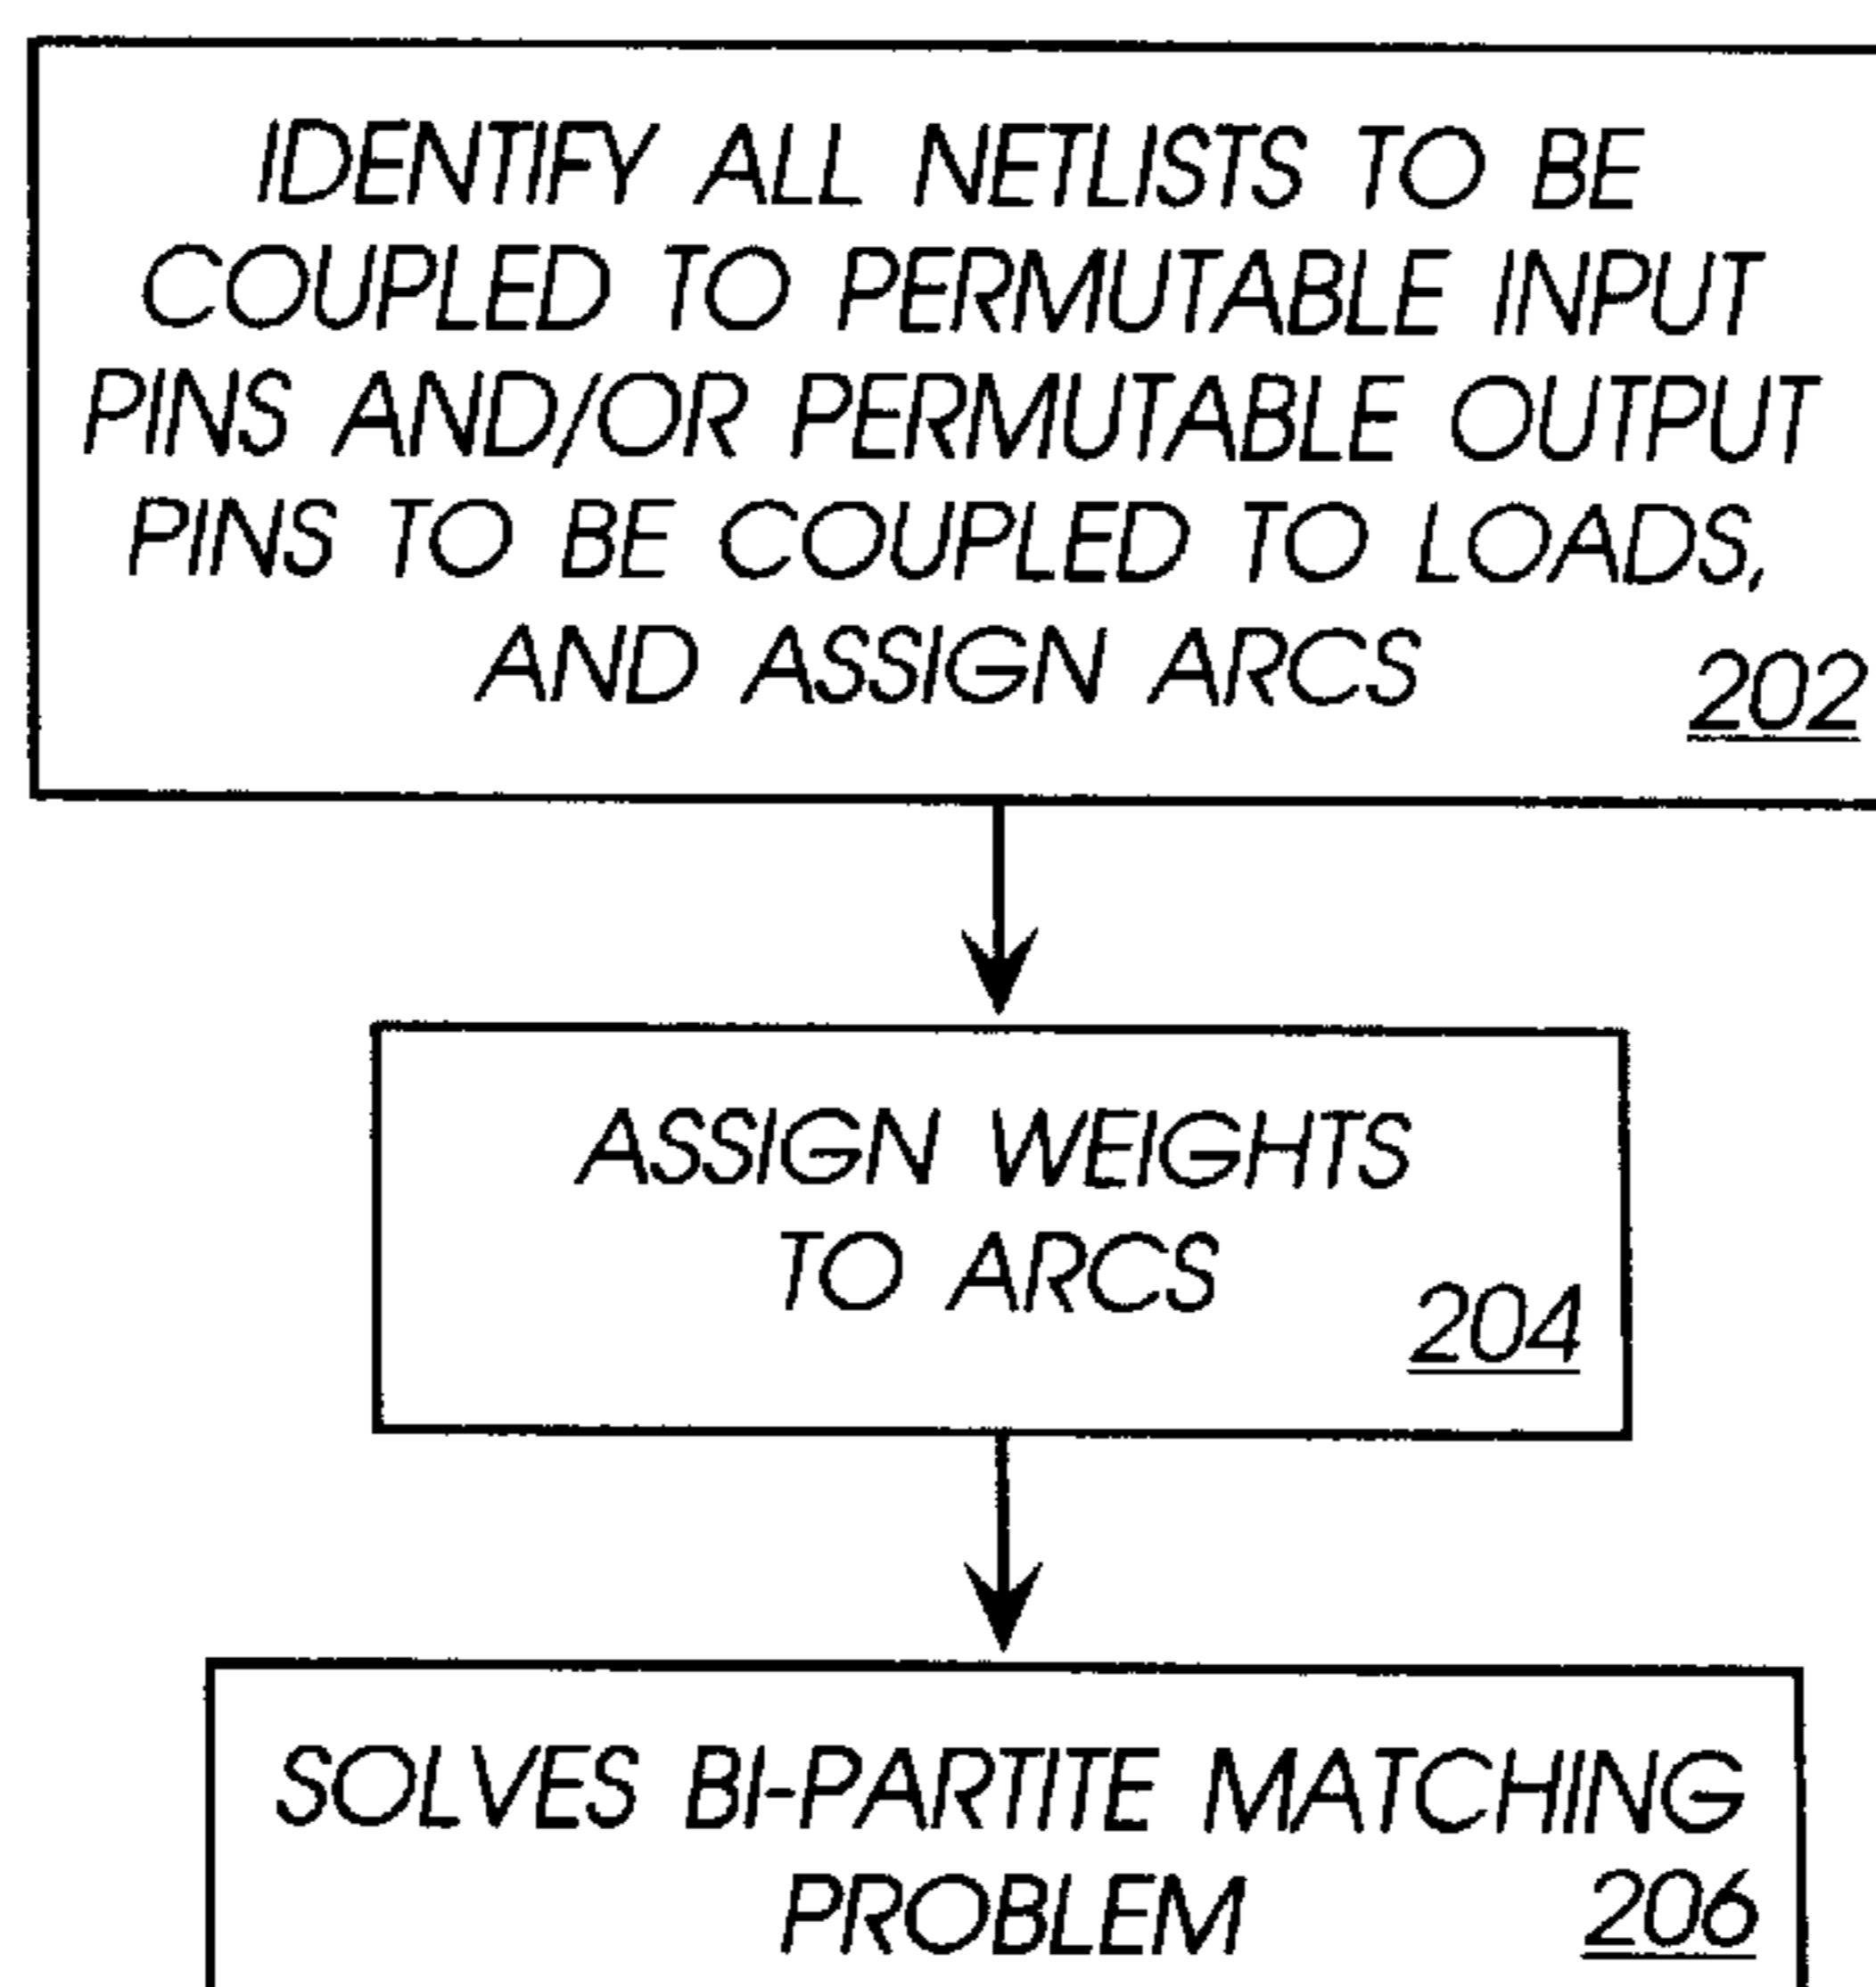 IDENTIFY ALL NETLISTS TO BE
COUPLED TO PERMUTABLE INPUT
PINS AND/OR PERMUTABLE OUTPUT
PINS TO BE COUPLED TO LOADS,
AND ASSIGN ARCS
202
ASSIGN WEIGHTS
TO ARCS
204
SOLVES BI-PARTITE MATCHING
PROBLEM
206